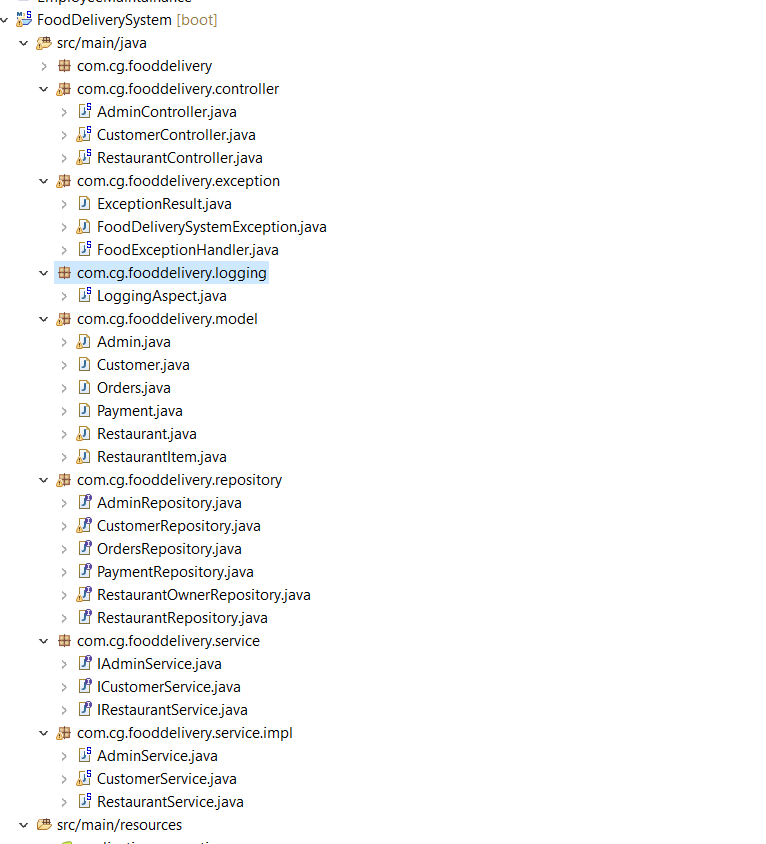 FoodDeliverySystem [boot]
src/main/java
com.cg.fooddelivery
com.cg.fooddelivery.controller
AdminController.java
CustomerController.java
RestaurantController.java
com.cg.fooddelivery.exception
ExceptionResult.java
FoodDeliverySystemException.java
FoodExceptionHandler.java
com.cg.fooddelivery.logging
LoggingAspect.java
com.cg.fooddelivery.model
Admin.java
Customer.java
Orders.java
Payment.java
Restaurant.java
RestaurantItem.java
com.cg.fooddelivery.repository
AdminRepository.java
CustomerRepository.java
OrdersRepository.java
PaymentRepository.java
RestaurantOwnerRepository.java
RestaurantRepository.java
com.cg.fooddelivery.service
IAdminService.java
ICustomerService.java
IRestaurantService.java
com.cg.fooddelivery.service.impl
AdminService.java
CustomerService.java
RestaurantService.java
src/main/resources